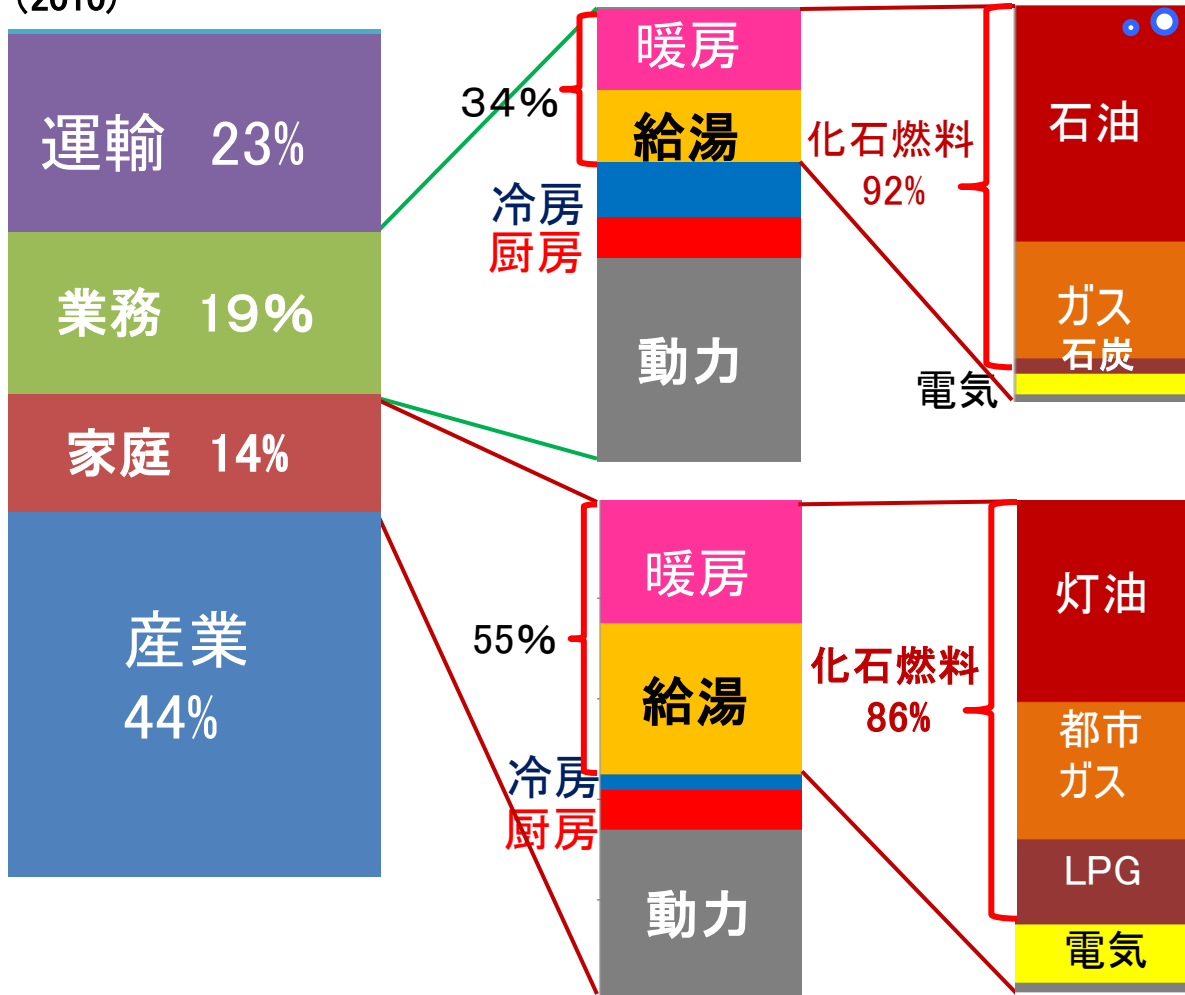 (2010)
運輸 23%
業務 19%
家庭 14%
産業
44%
34%
暖房
給湯
冷房
厨房
動力
化石燃料
92%
石油
ガス
石炭
電気
55%
暖房
給湯
冷房
厨房
動力
化石燃料
86%
灯油
都市
ガス
LPG
電気